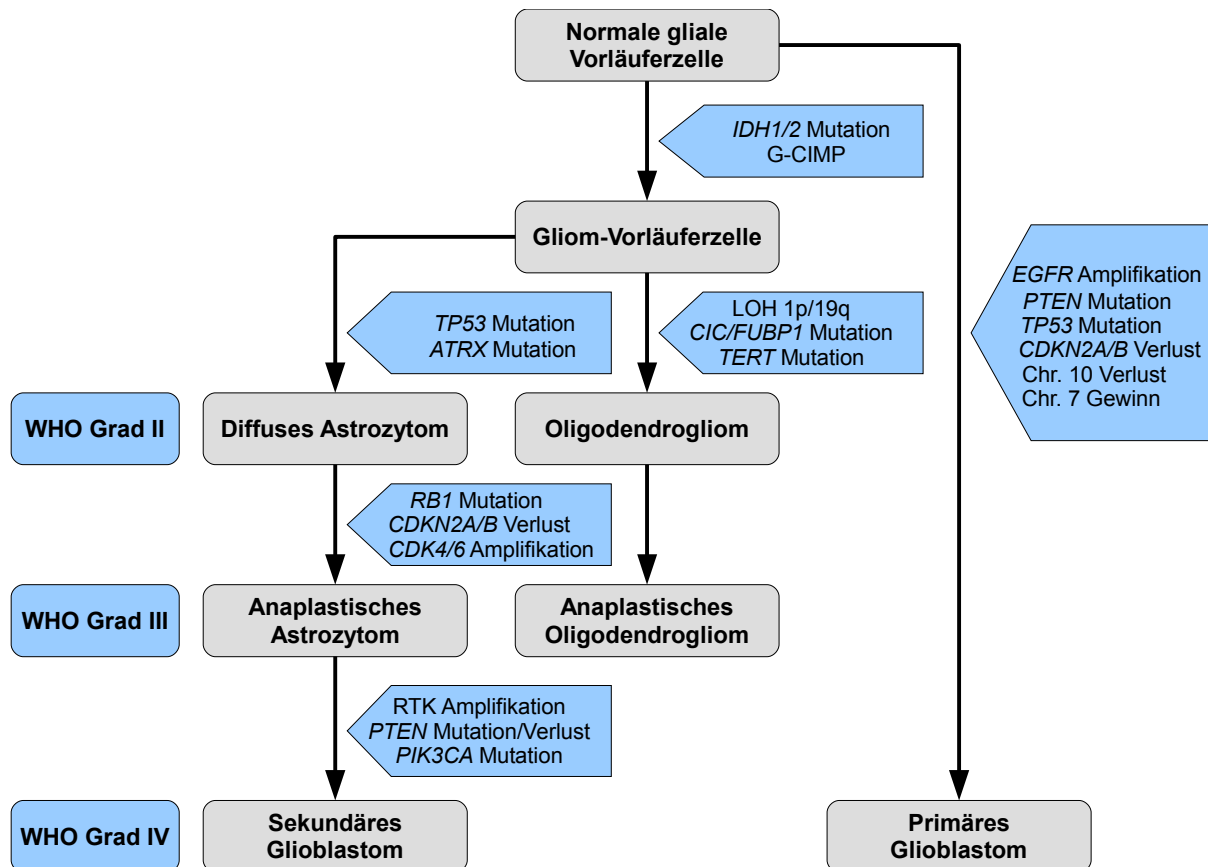 Normale gliale
Vorläuferzelle
IDH1/2 Mutation
G-CIMP
Gliom-Vorläuferzelle
EGFR Amplifikation
PTEN Mutation
TP53 Mutation
CDKN2A/B Verlust
Chr. 10 Verlust
Chr. 7 Gewinn
TP53 Mutation
ATRX Mutation
LOH 1p/19q
CIC/FUBP1 Mutation
TERT Mutation
WHO Grad II
Diffuses Astrozytom
Oligodendrogliom
RB1 Mutation
CDKN2A/B Verlust
CDK4/6 Amplifikation
WHO Grad III
Anaplastisches
Astrozytom
Anaplastisches
Oligodendrogliom
RTK Amplifikation
PTEN Mutation/Verlust
PIK3CA Mutation
WHO Grad IV
Sekundäres
Glioblastom
Primäres
Glioblastom